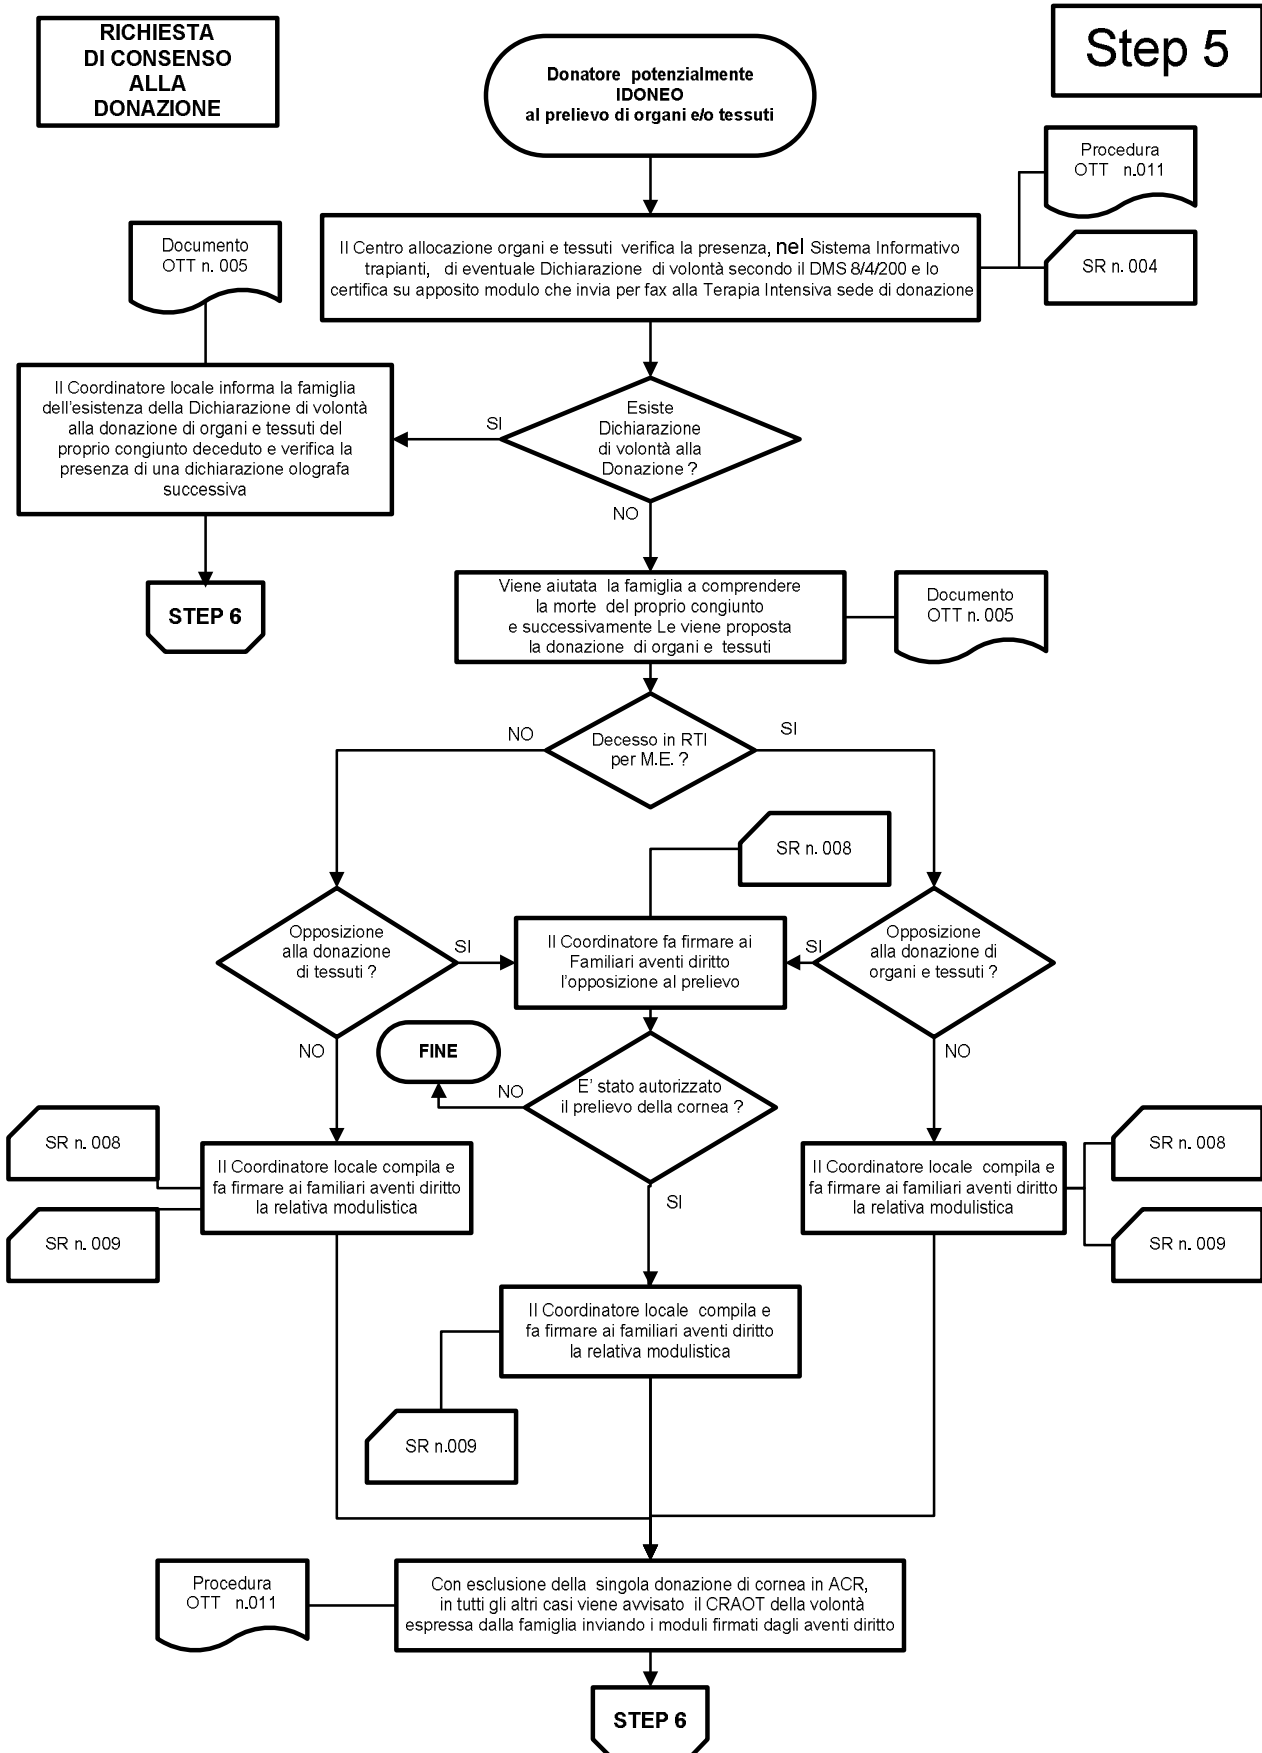 RICHIESTA
DI CONSENSO
ALLA
DONAZIONE
Donatore potenzialmente
IDONEO
al prelievo di organi e/o tessuti
Step 5
Procedura
OTT n.011
Il Centro allocazione organi e tessuti verifica la presenza, nel Sistema Informativo
trapianti, di eventuale Dichiarazione di volontà secondo il DMS 8/4/200 e lo
certifica su apposito modulo che invia per fax alla Terapia Intensiva sede di donazione
SR n. 004
Documento
OTT n. 005
Il Coordinatore locale informa la famiglia
dell'esistenza della Dichiarazione di volontà
alla donazione di organi e tessuti del
proprio congiunto deceduto e verifica la
presenza di una dichiarazione olografa
successiva
SI
Esiste
Dichiarazione
di volontà alla
Donazione ?
NO
STEP 6
Viene aiutata la famiglia a comprendere
la morte del proprio congiunto
e successivamente Le viene proposta
la donazione di organi e tessuti
Documento
OTT n. 005
NO
Decesso in RTI
per M.E. ?
SI
SR n. 008
Opposizione
alla donazione
di tessuti ?
SI
Il Coordinatore fa firmare ai
Familiari aventi diritto
l'opposizione al prelievo
SI
Opposizione
alla donazione di
organi e tessuti ?
NO
FINE
NO
E' stato autorizzato
il prelievo della cornea ?
NO
SI
SR n. 008
SR n. 009
Il Coordinatore locale compila e
fa firmare ai familiari aventi diritto
la relativa modulistica
Il Coordinatore locale compila e
fa firmare ai familiari aventi diritto
la relativa modulistica
SR n. 008
SR n. 009
Il Coordinatore locale compila e
fa firmare ai familiari aventi diritto
la relativa modulistica
SR n.009
Procedura
OTT n.011
Con esclusione della singola donazione di cornea in ACR,
in tutti gli altri casi viene avvisato il CRAOT della volontà
espressa dalla famiglia inviando i moduli firmati dagli aventi diritto
STEP 6